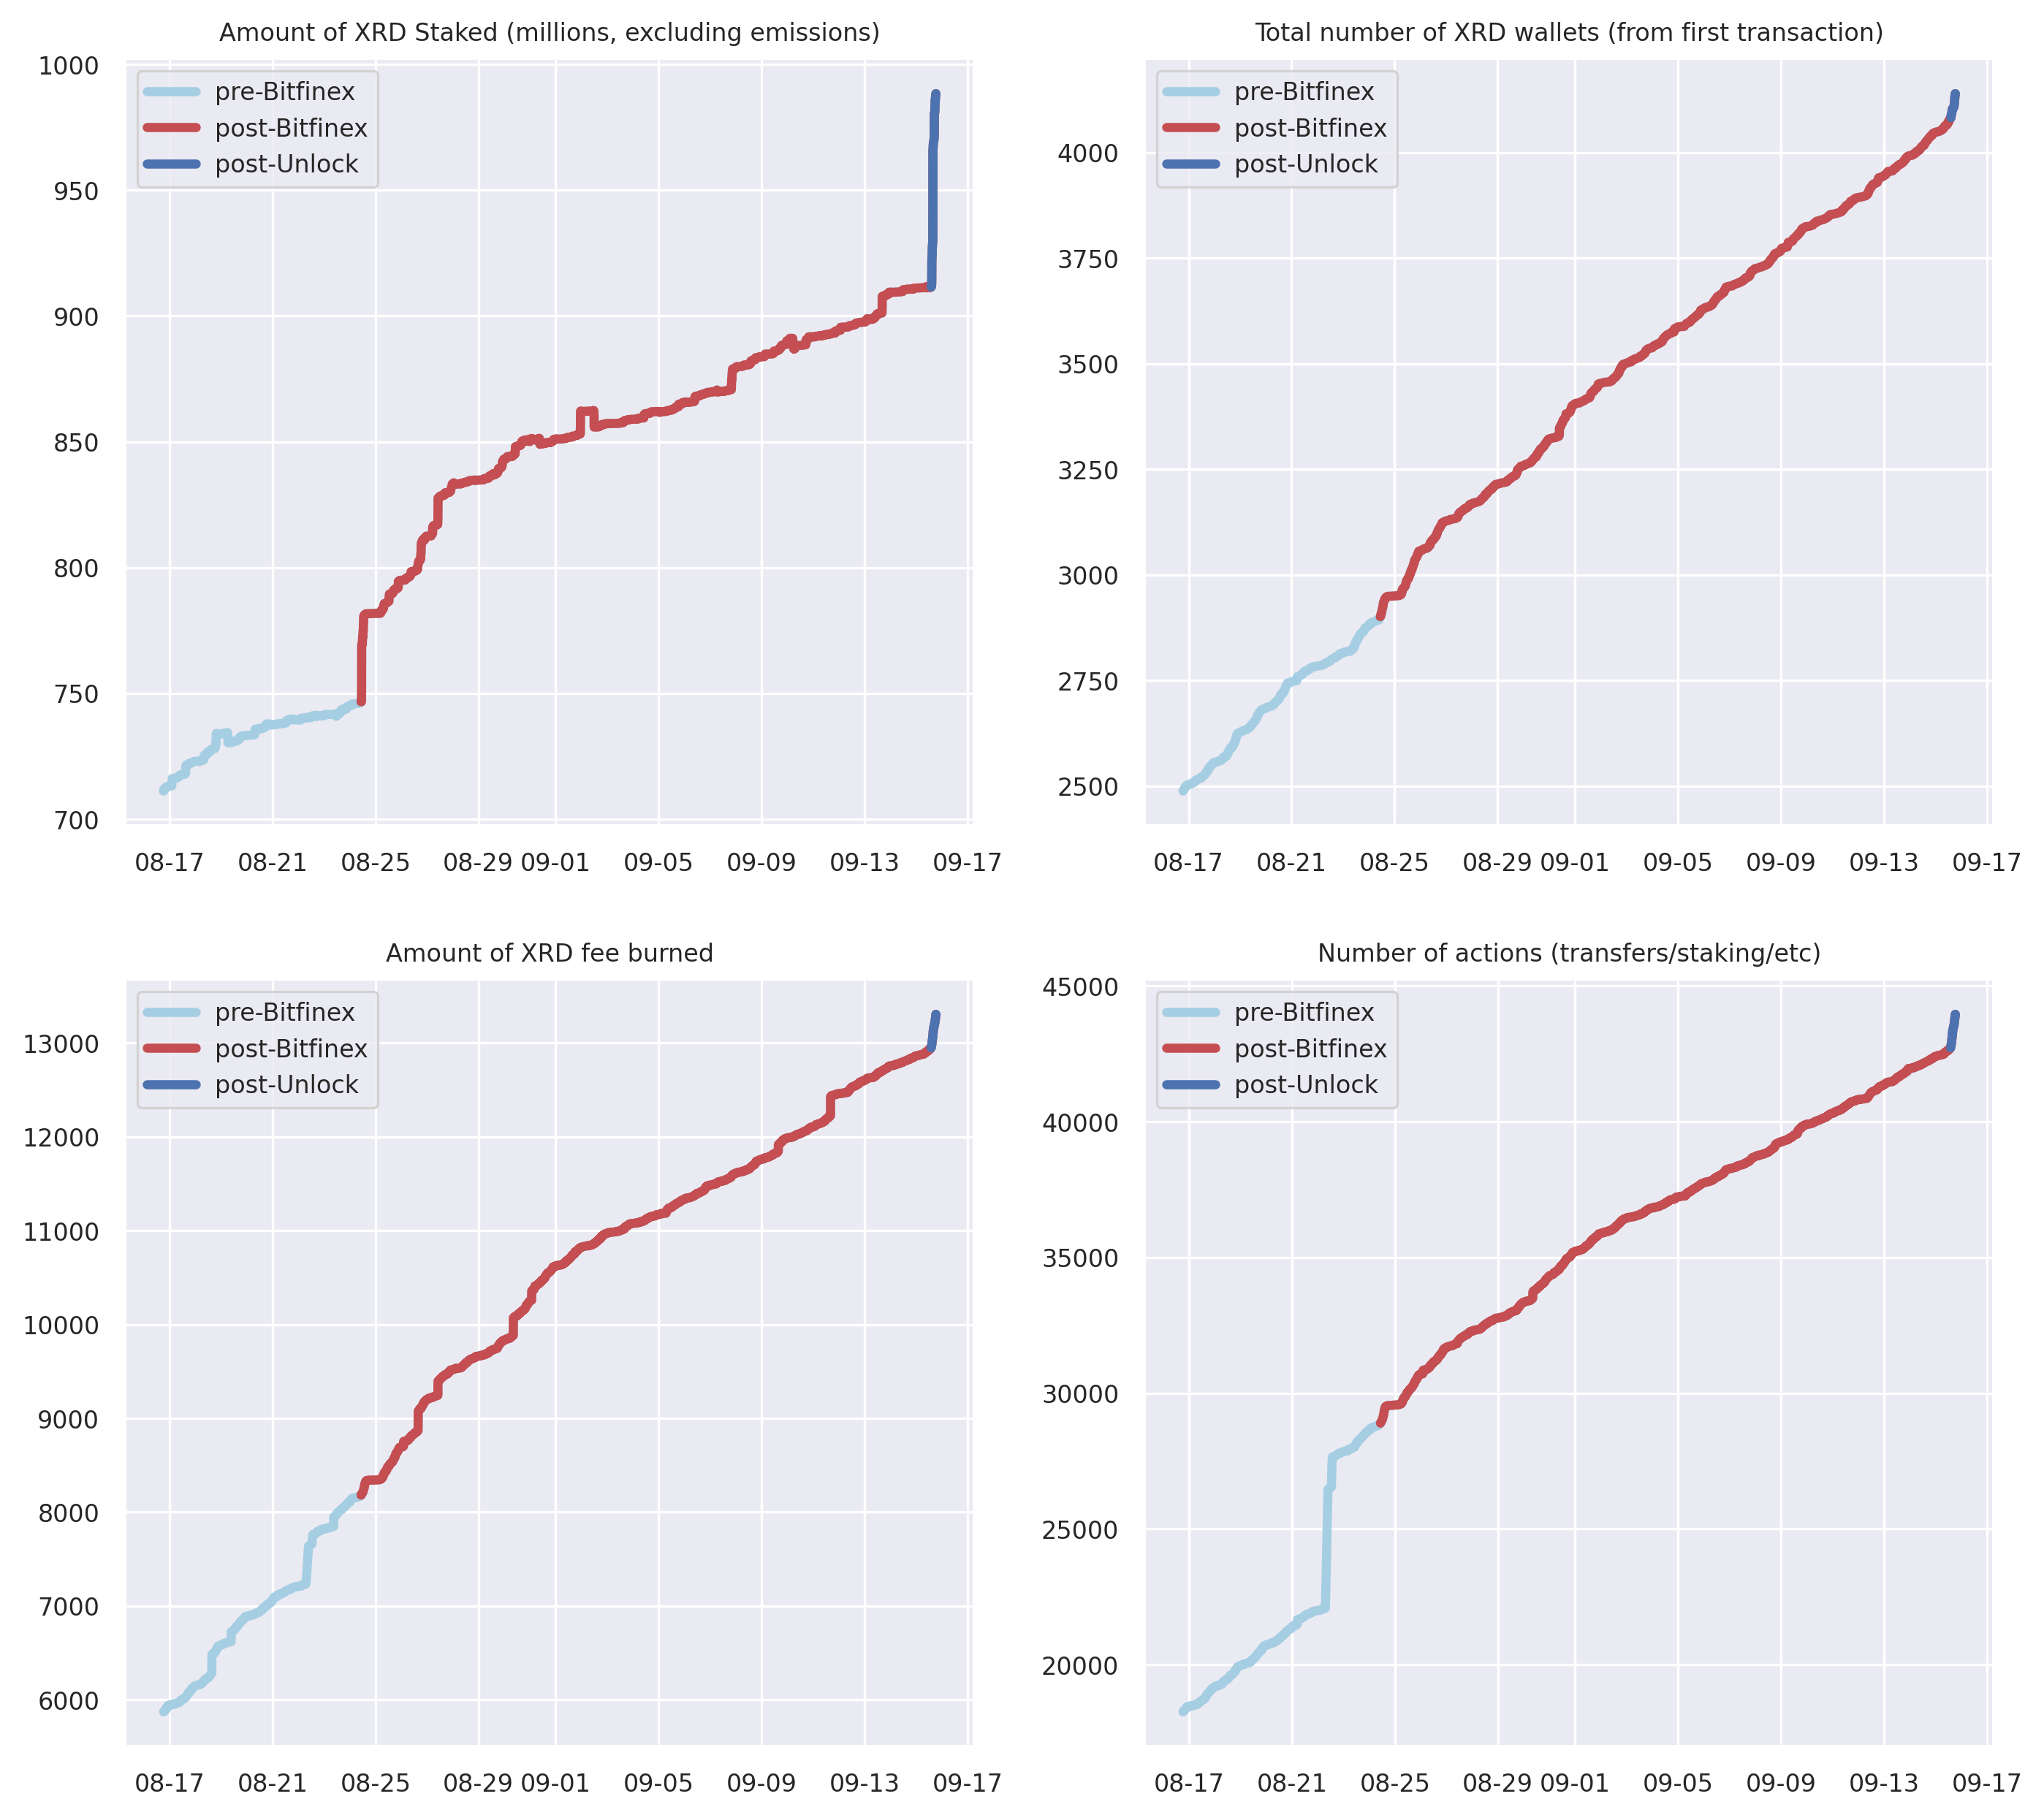 Amount of XRD Staked (millions, excluding emissions)
1000
950
900
850
800
750
700
pre-Bitfinex
post-Bitfinex
post-Unlock
08-17 08-21 08-25 08-29 09-01 09-05 09-09 09-13 09-17
Total number of XRD wallets (from first transaction)
4000
3750
3500
3250
3000
2750
2500
pre-Bitfinex
post-Bitfinex
post-Unlock
08-17 08-21 08-25 08-29 09-01 09-05 09-09 09-13 09-17
Amount of XRD fee burned
13000
12000
11000
10000
9000
8000
7000
6000
pre-Bitfinex
post-Bitfinex
post-Unlock
08-17 08-21 08-25 08-29 09-01 09-05 09-09 09-13 09-17
Number of actions (transfers/staking/etc)
45000
40000
35000
30000
25000
20000
pre-Bitfinex
post-Bitfinex
post-Unlock
08-17 08-21 08-25 08-29 09-01 09-05 09-09 09-13 09-17